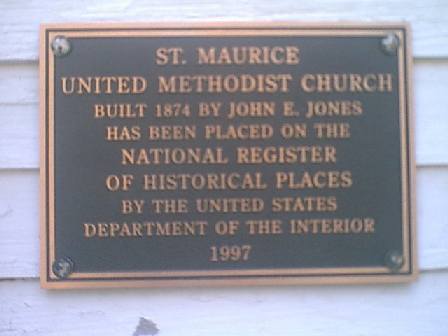 ST. MAURICE
UNITED METHODIST CHURCH
BUILT 1874 BY JOHN E. JONES
HAS BEEN PLACED ON THE
NATIONAL REGISTER
OF HISTORICAL PLACES
BY THE UNITED STATES
DEPARTMENT OF THE INTERIOR
1997